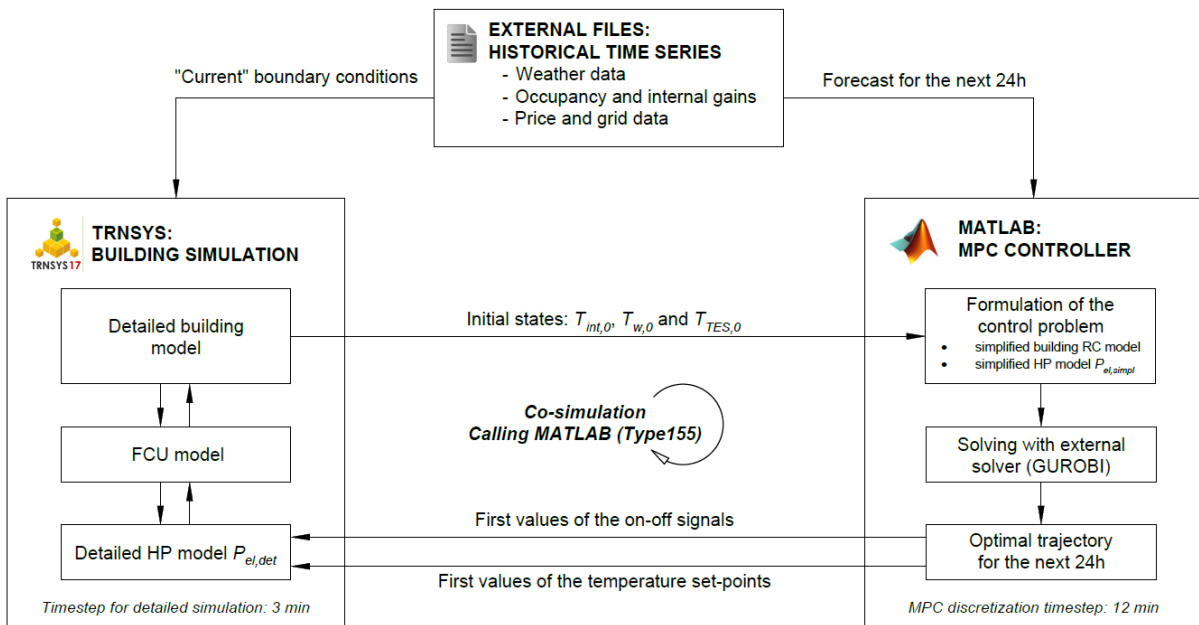 EXTERNAL FILES:
HISTORICAL TIME SERIES
- Weather data
- Occupancy and internal gains
- Price and grid data
"Current" boundary conditions
Forecast for the next 24h
TRNSYS17
TRNSYS:
BUILDING SIMULATION
Detailed building
model
FCU model
Detailed HP model P_el,det
Timestep for detailed simulation: 3 min
Initial states: T_int,0, T_w,0 and T_TES,0
Co-simulation
Calling MATLAB (Type155)
First values of the on-off signals
First values of the temperature set-points
MATLAB:
MPC CONTROLLER
Formulation of the
control problem
• simplified building RC model
• simplified HP model P_el,simpl
Solving with external
solver (GUROBI)
Optimal trajectory
for the next 24h
MPC discretization timestep: 12 min